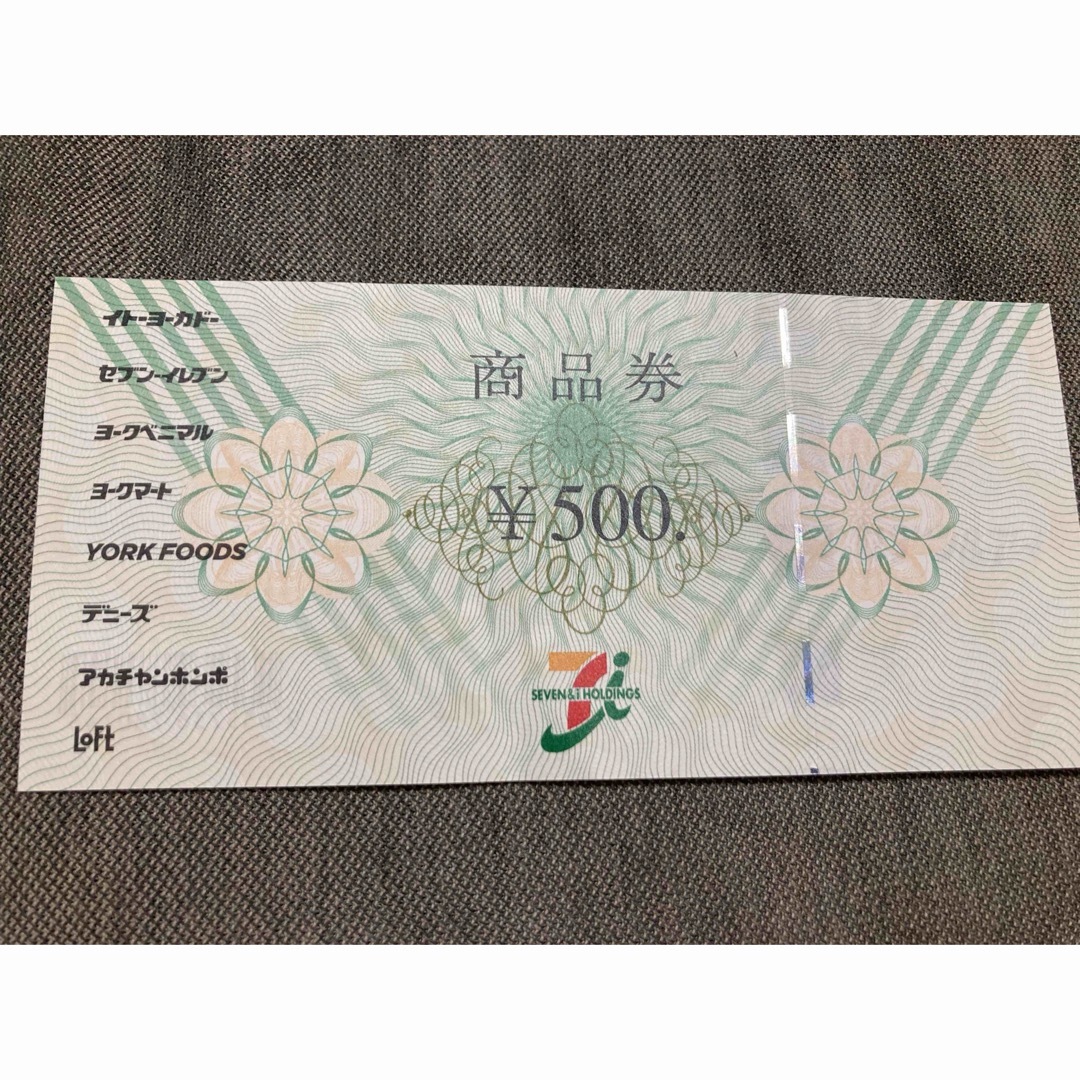 イトーヨーカドー
セブン-イレブン
ヨークベニマル
ヨークマート
YORK FOODS
デニーズ
アカチャンホンポ
LoFt
商品券
￥500.
SEVEN&i HOLDINGS